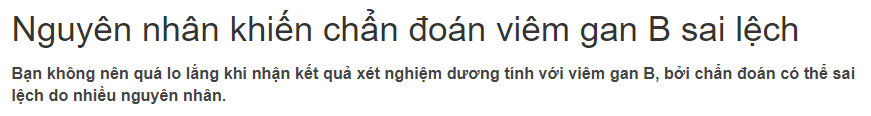 Nguyên nhân khiến chẩn đoán viêm gan B sai lệch
Bạn không nên quá lo lắng khi nhận kết quả xét nghiệm dương tính với viêm gan B, bởi chẩn đoán có thể sai
lệch do nhiều nguyên nhân.